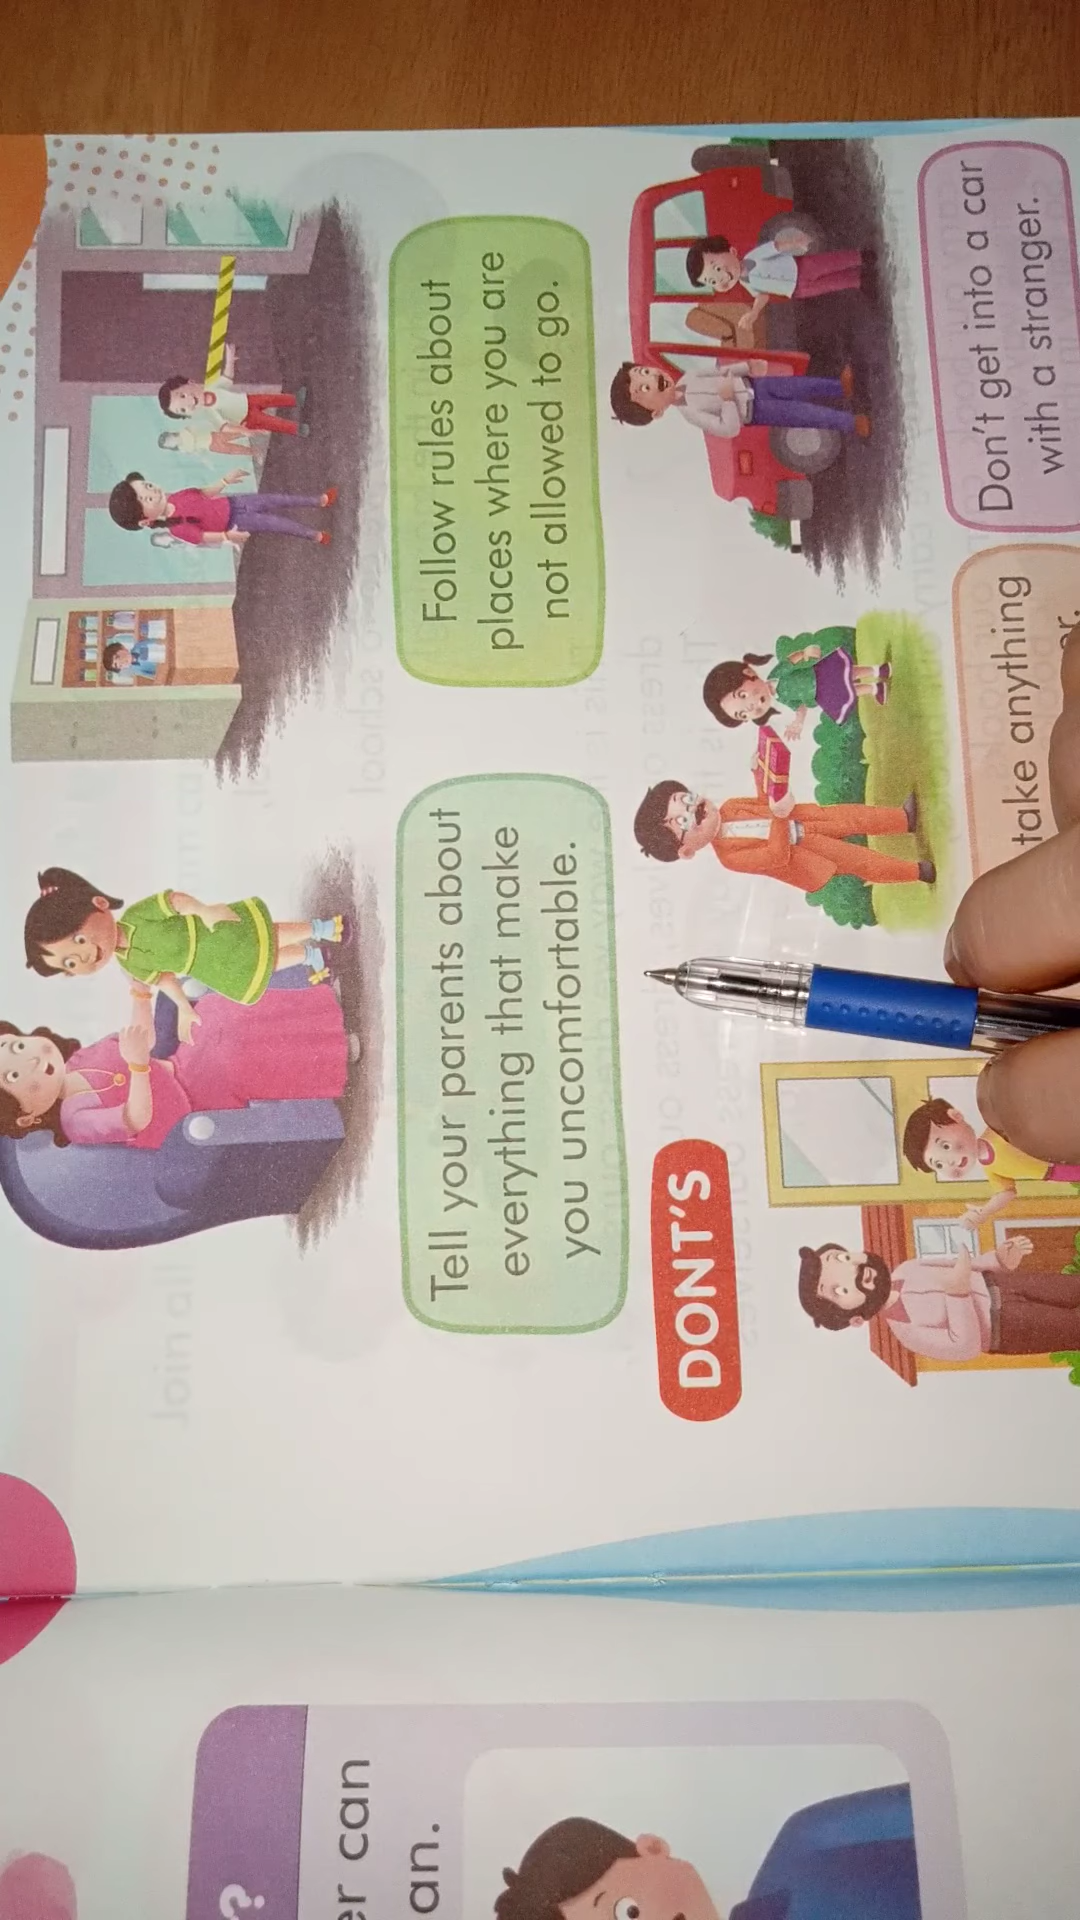 Tell your parents about
everything that make
you uncomfortable.
Follow rules about
places where you are
not allowed to go.
DONT'S
take anything
Don't get into a car
with a stranger.
?
can
an.